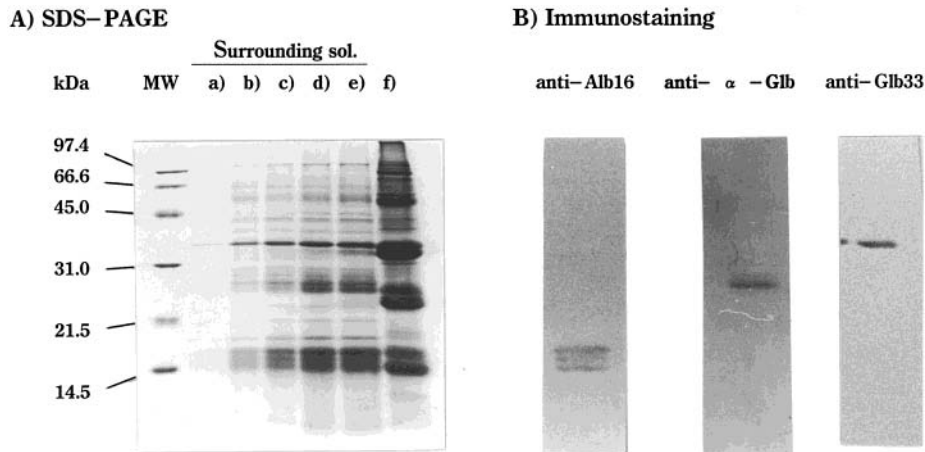 A) SDS-PAGE
Surrounding sol.
kDa MW a) b) c) d) e) f)
97.4
66.6
45.0
31.0
21.5
14.5
B) Immunostaining
anti-Alb16 anti- α -Glb anti-Glb33